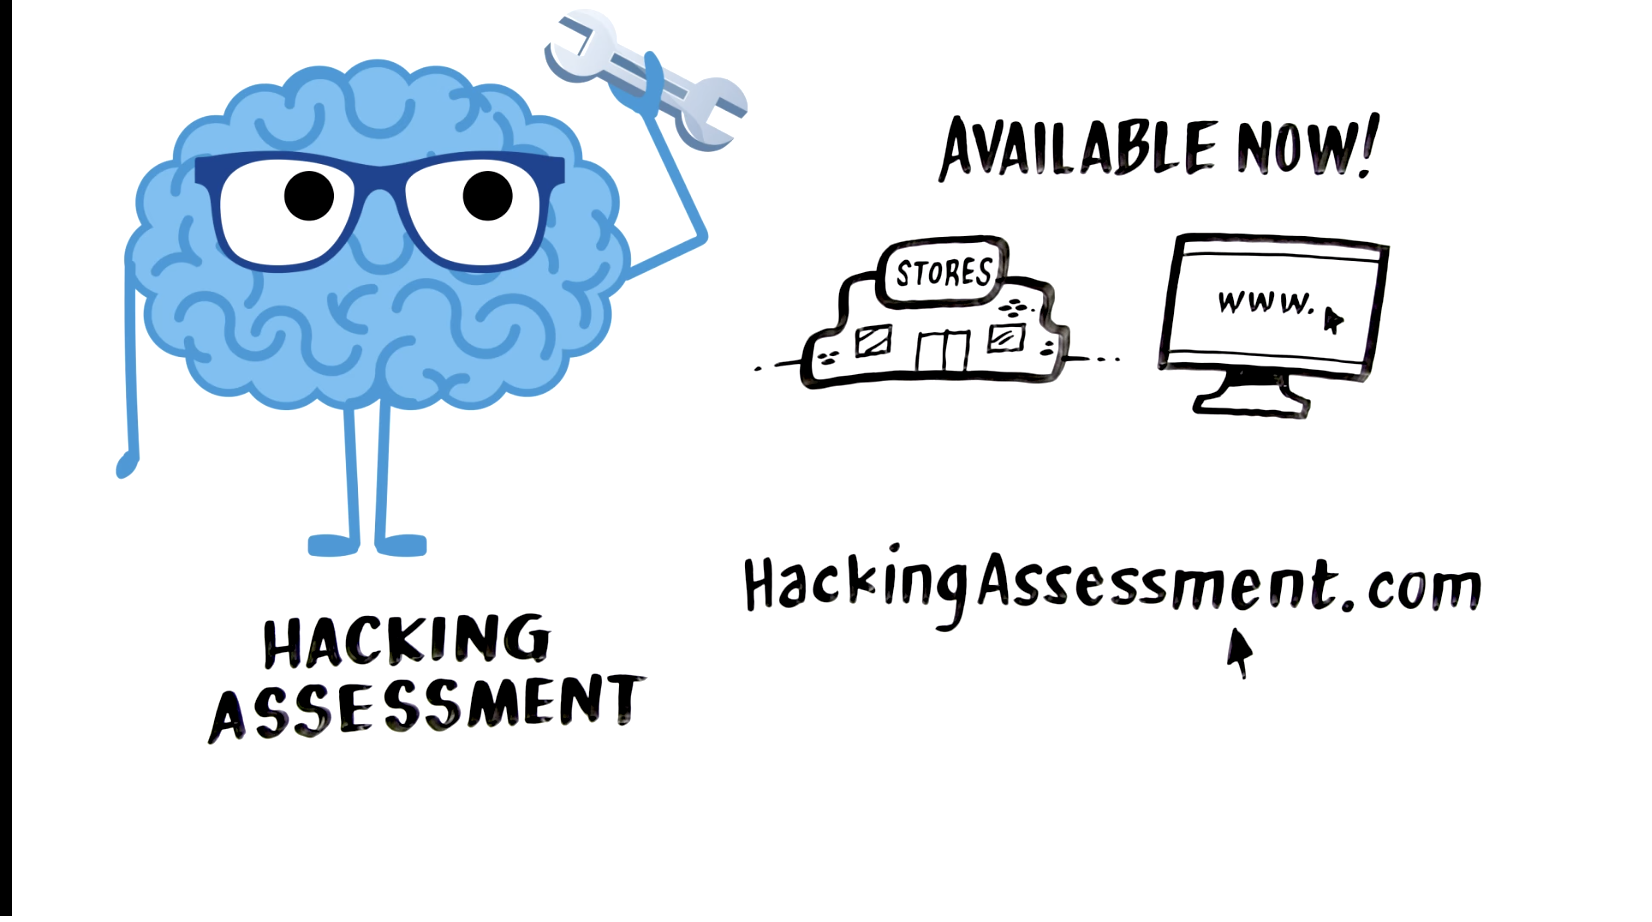 AVAILABLE NOW!
STORES
www.
HackingAssessment.com
HACKING
ASSESSMENT